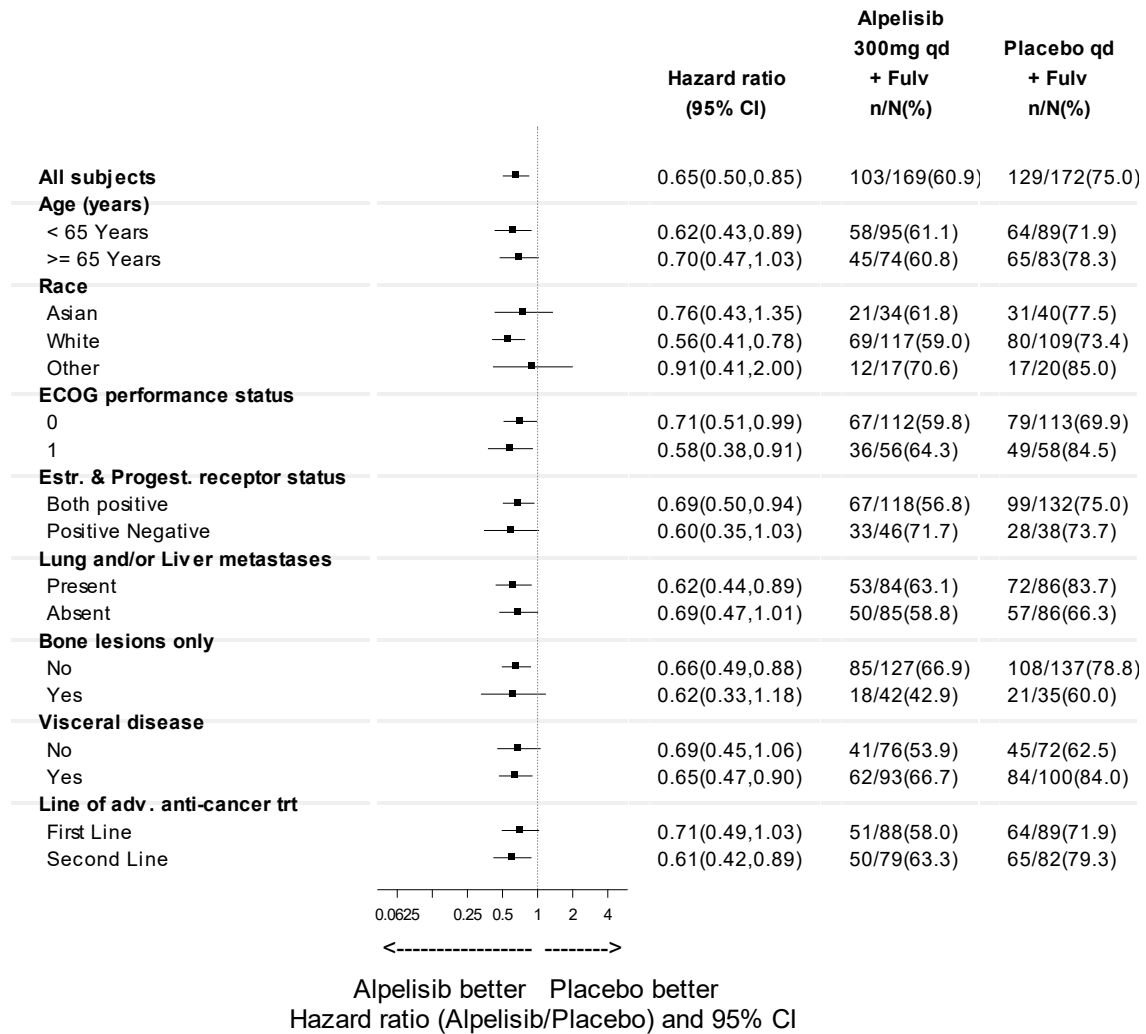 Alpelisib
300mg qd Placebo qd
Hazard ratio + Fulv + Fulv
(95% CI) n/N(%) n/N(%)
All subjects 0.65(0.50,0.85) 103/169(60.9) 129/172(75.0)
Age (years)
< 65 Years 0.62(0.43,0.89) 58/95(61.1) 64/89(71.9)
>= 65 Years 0.70(0.47,1.03) 45/74(60.8) 65/83(78.3)
Race
Asian 0.76(0.43,1.35) 21/34(61.8) 31/40(77.5)
White 0.56(0.41,0.78) 69/117(59.0) 80/109(73.4)
Other 0.91(0.41,2.00) 12/17(70.6) 17/20(85.0)
ECOG performance status
0 0.71(0.51,0.99) 67/112(59.8) 79/113(69.9)
1 0.58(0.38,0.91) 36/56(64.3) 49/58(84.5)
Estr. & Progest. receptor status
Both positive 0.69(0.50,0.94) 67/118(56.8) 99/132(75.0)
Positive Negative 0.60(0.35,1.03) 33/46(71.7) 28/38(73.7)
Lung and/or Liver metastases
Present 0.62(0.44,0.89) 53/84(63.1) 72/86(83.7)
Absent 0.69(0.47,1.01) 50/85(58.8) 57/86(66.3)
Bone lesions only
No 0.66(0.49,0.88) 85/127(66.9) 108/137(78.8)
Yes 0.62(0.33,1.18) 18/42(42.9) 21/35(60.0)
Visceral disease
No 0.69(0.45,1.06) 41/76(53.9) 45/72(62.5)
Yes 0.65(0.47,0.90) 62/93(66.7) 84/100(84.0)
Line of adv. anti-cancer trt
First Line 0.71(0.49,1.03) 51/88(58.0) 64/89(71.9)
Second Line 0.61(0.42,0.89) 50/79(63.3) 65/82(79.3)
0.0625 0.25 0.5 1 2 4
<----------------- -------->
Alpelisib better Placebo better
Hazard ratio (Alpelisib/Placebo) and 95% CI